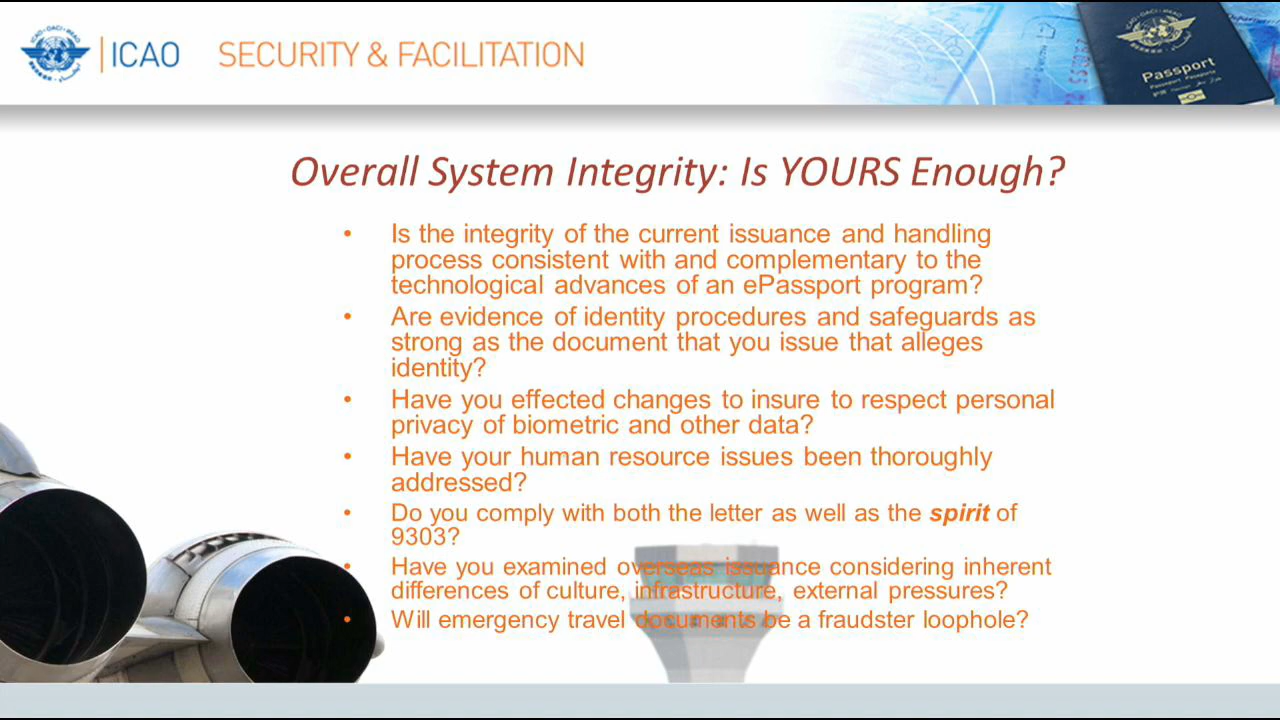 ICAO · OACI · ИКАО
ICAO
SECURITY & FACILITATION
Passport
Overall System Integrity: Is YOURS Enough?
• Is the integrity of the current issuance and handling
process consistent with and complementary to the
technological advances of an ePassport program?
• Are evidence of identity procedures and safeguards as
strong as the document that you issue that alleges
identity?
• Have you effected changes to insure to respect personal
privacy of biometric and other data?
• Have your human resource issues been thoroughly
addressed?
• Do you comply with both the letter as well as the spirit of
9303?
• Have you examined overseas issuance considering inherent
differences of culture, infrastructure, external pressures?
• Will emergency travel documents be a fraudster loophole?